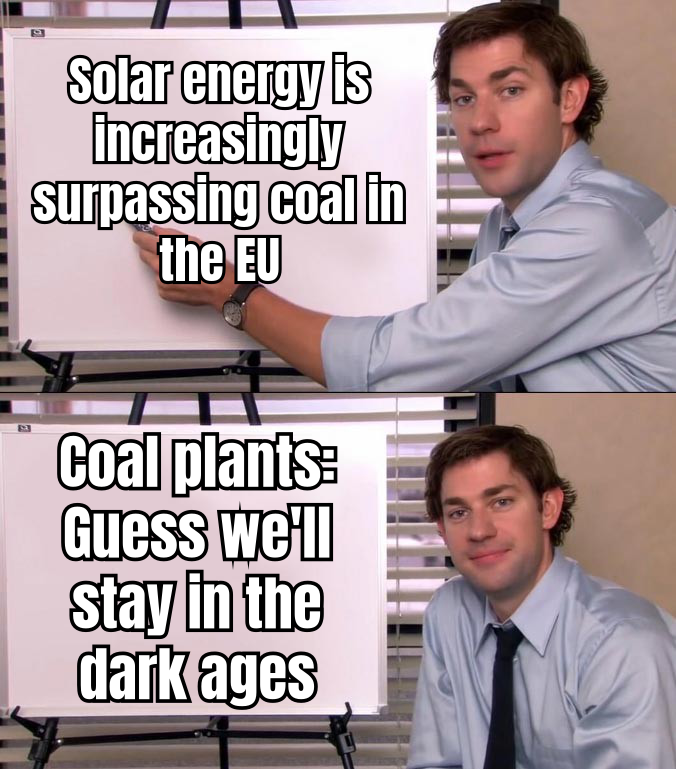 Solar energy is
increasingly
surpassing coal in
the EU
Coal plants:
Guess we'll
stay in the
dark ages